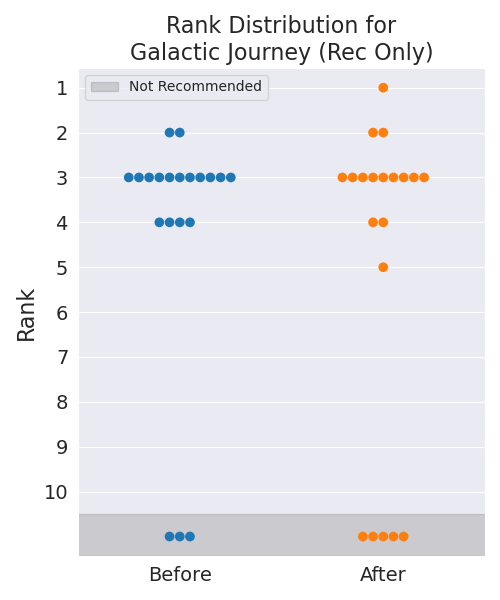 Rank Distribution for
Galactic Journey (Rec Only)
Not Recommended
Rank
1
2
3
4
5
6
7
8
9
10
Before
After